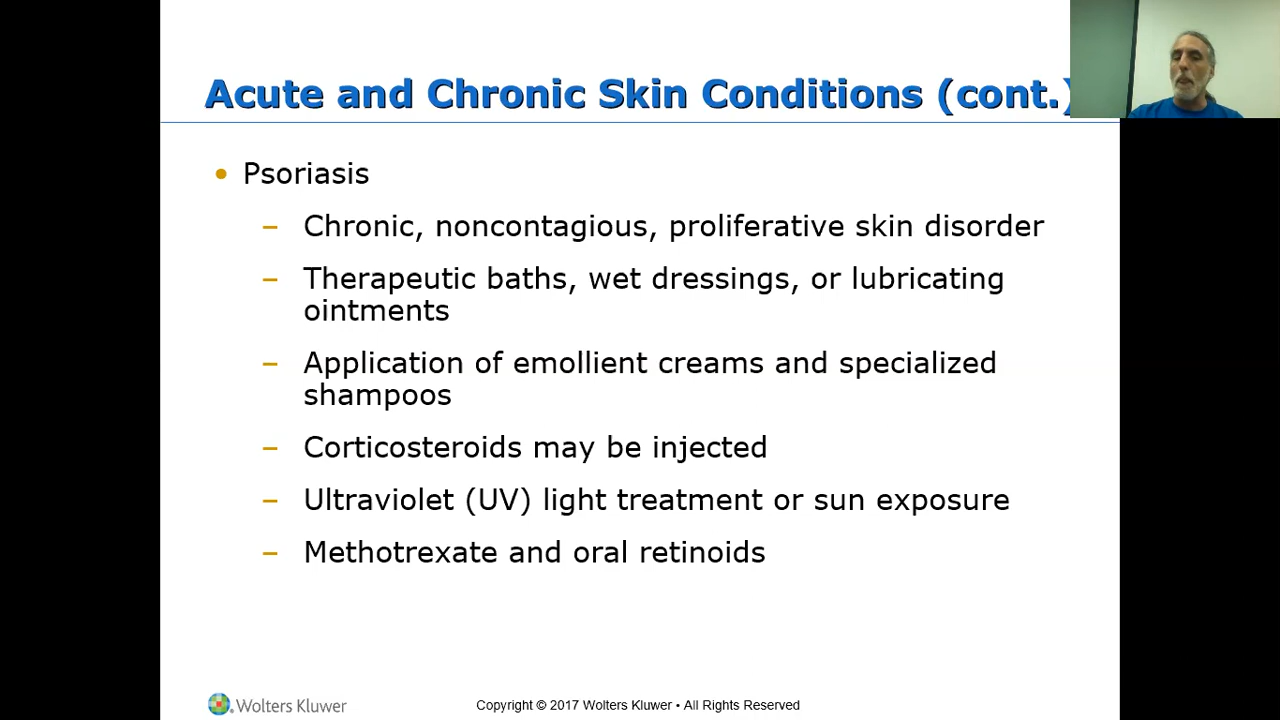 Acute and Chronic Skin Conditions (cont.)
• Psoriasis
– Chronic, noncontagious, proliferative skin disorder
– Therapeutic baths, wet dressings, or lubricating
ointments
– Application of emollient creams and specialized
shampoos
– Corticosteroids may be injected
– Ultraviolet (UV) light treatment or sun exposure
– Methotrexate and oral retinoids
Wolters Kluwer
Copyright © 2017 Wolters Kluwer • All Rights Reserved